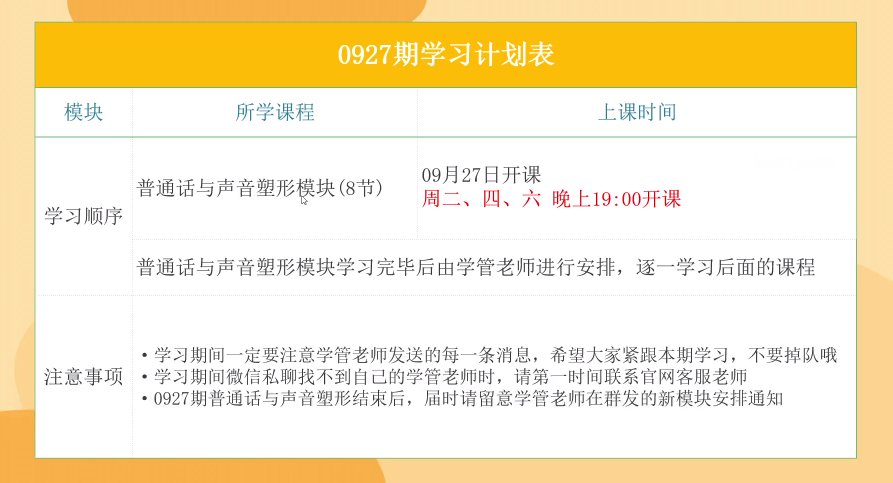 0927期学习计划表
模块
所学课程
上课时间
学习顺序
普通话与声音塑形模块(8节)
09月27日开课
周二、四、六 晚上19:00开课
普通话与声音塑形模块学习完毕后由学管老师进行安排，逐一学习后面的课程
注意事项
•学习期间一定要注意学管老师发送的每一条消息，希望大家紧跟本期学习，不要掉队哦
•学习期间微信私聊找不到自己的学管老师时，请第一时间联系官网客服老师
•0927期普通话与声音塑形结束后，届时请留意学管老师在群发的新模块安排通知